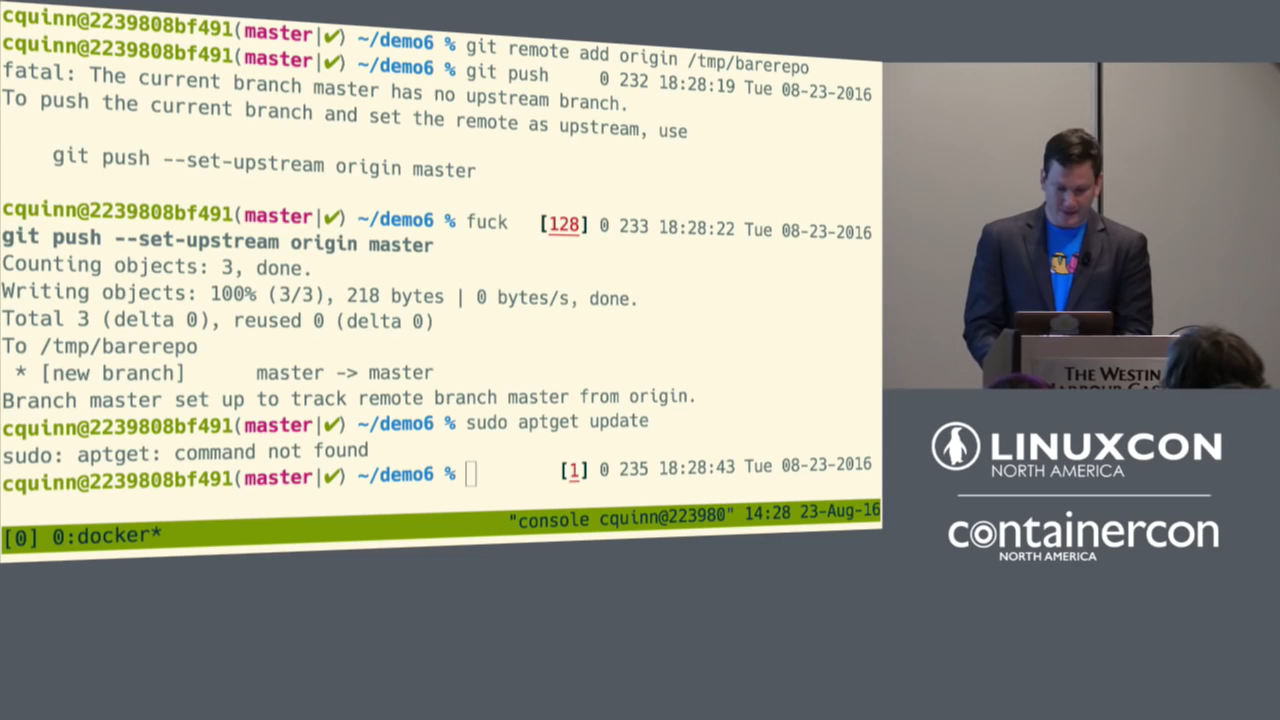 cquinn@2239808bf491(master|✔) ~/demo6 % git remote add origin /tmp/barerepo
cquinn@2239808bf491(master|✔) ~/demo6 % git push 0 232 18:28:19 Tue 08-23-2016
fatal: The current branch master has no upstream branch.
To push the current branch and set the remote as upstream, use
git push --set-upstream origin master
cquinn@2239808bf491(master|✔) ~/demo6 % fuck [128] 0 233 18:28:22 Tue 08-23-2016
git push --set-upstream origin master
Counting objects: 3, done.
Writing objects: 100% (3/3), 218 bytes | 0 bytes/s, done.
Total 3 (delta 0), reused 0 (delta 0)
To /tmp/barerepo
* [new branch] master -> master
Branch master set up to track remote branch master from origin.
cquinn@2239808bf491(master|✔) ~/demo6 % sudo aptget update
sudo: aptget: command not found
cquinn@2239808bf491(master|✔) ~/demo6 % [1] 0 235 18:28:43 Tue 08-23-2016
[0] 0:docker* "console cquinn@223980" 14:28 23-Aug-16
THE WESTIN
LINUXCON
NORTH AMERICA
containercon
NORTH AMERICA